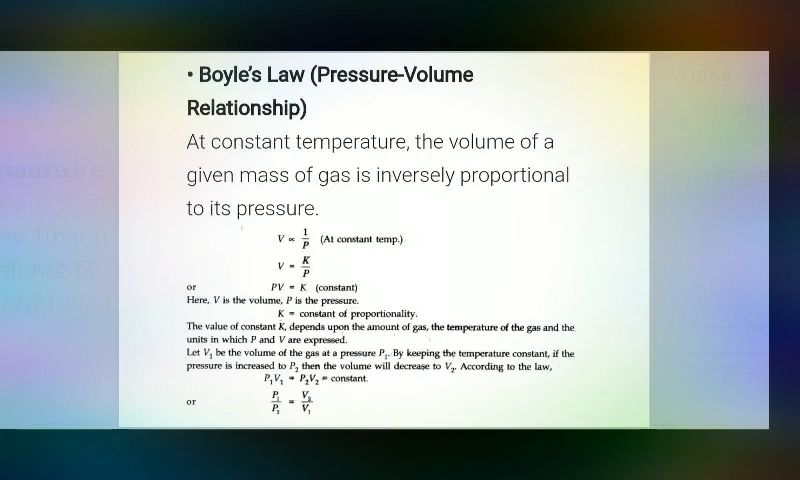 • Boyle's Law (Pressure-Volume
Relationship)
At constant temperature, the volume of a
given mass of gas is inversely proportional
to its pressure.
V ∝ 1/P (At constant temp.)
V = K/P
or PV = K (constant)
Here, V is the volume, P is the pressure.
K = constant of proportionality.
The value of constant K, depends upon the amount of gas, the temperature of the gas and the
units in which P and V are expressed.
Let V₁ be the volume of the gas at a pressure P₁. By keeping the temperature constant, if the
pressure is increased to P₂ then the volume will decrease to V₂. According to the law,
P₁V₁ = P₂V₂ = constant.
or P₁/P₂ = V₂/V₁